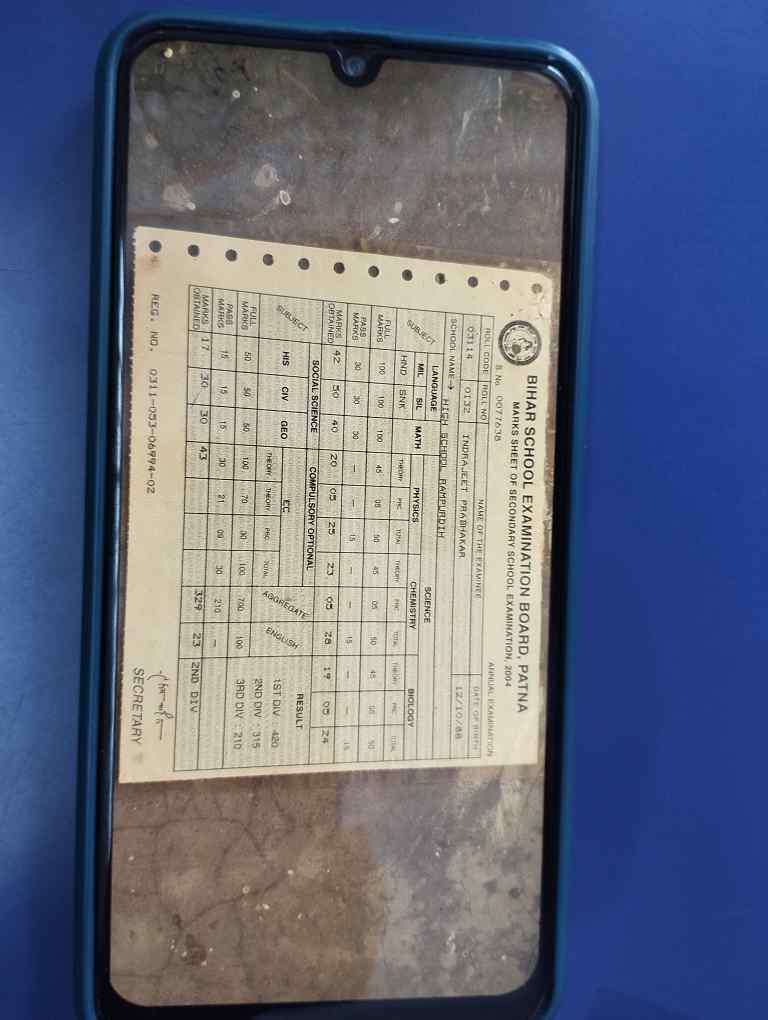 BIHAR SCHOOL EXAMINATION BOARD, PATNA
MARKS SHEET OF SECONDARY SCHOOL EXAMINATION, 2004
S. No. 0077638
ANNUAL EXAMINATION
ROLL CODE ROLL NO NAME OF THE EXAMINEE DATE OF BIRTH
03114 0132 INDRAJEET PRABHAKAR 12/10/88
SCHOOL NAME→ HIGH SCHOOL RAMPURDIH
SUBJECT LANGUAGE MATH SCIENCE
MIL SIL PHYSICS CHEMISTRY BIOLOGY
HND SNK THEORY PRC TOTAL THEORY PRC TOTAL THEORY PRC TOTAL
FULL MARKS 100 100 100 45 05 50 45 05 50 45 05 50
PASS MARKS 30 30 30 — — 15 — — 15 — — 15
MARKS OBTAINED 42 50 40 20 05 25 23 05 28 19 05 24
SUBJECT SOCIAL SCIENCE COMPULSORY OPTIONAL AGGREGATE ENGLISH RESULT
HIS CIV GEO EC
THEORY THEORY PRC TOTAL
FULL MARKS 50 50 50 100 70 30 100 700 100 1ST DIV : 420
2ND DIV : 315
PASS MARKS 15 15 15 30 21 09 30 210 — 3RD DIV : 210
MARKS OBTAINED 17 30 30 43 329 23 2ND DIV
REG. NO. 0311-053-06994-02
SECRETARY